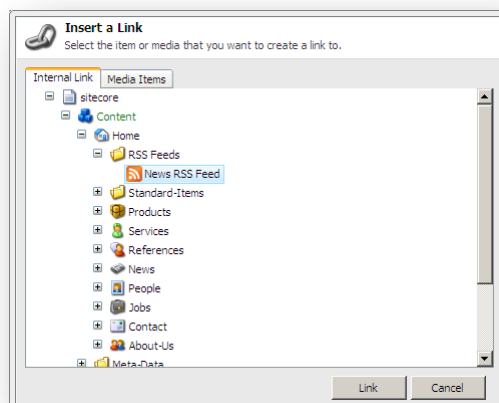 Insert a Link
Select the item or media that you want to create a link to.
Internal Link
Media Items
sitecore
Content
Home
RSS Feeds
News RSS Feed
Standard-Items
Products
Services
References
News
People
Jobs
Contact
About-Us
Meta-Data
Link
Cancel